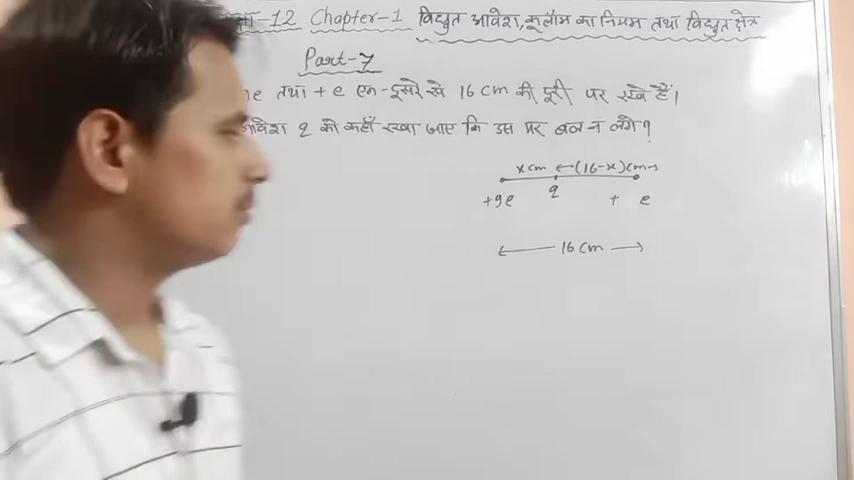 -12 Chapter-1 विद्युत आवेश, कूलॉम का नियम तथा विद्युत क्षेत्र
Part-7
e तथा + e एक-दूसरे से 16 cm की दूरी पर रखे हैं।
आवेश q को कहाँ रखा जाए कि उस पर बल न लगे?
x cm ←(16-x)cm→
+9e q + e
← 16 cm →